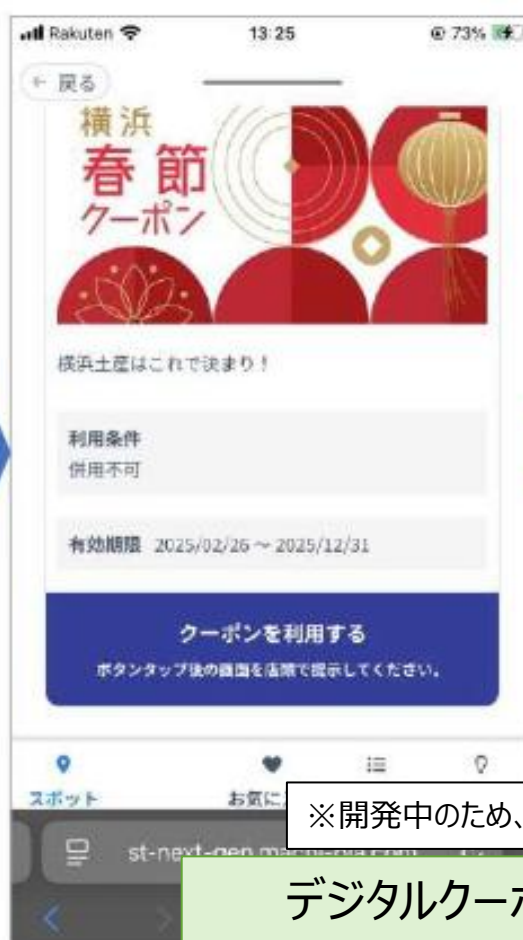 Rakuten
13:25
73%
← 戻る
横浜
春節
クーポン
横浜土産はこれで決まり！
利用条件
併用不可
有効期限 2025/02/26 ～ 2025/12/31
クーポンを利用する
ボタンタップ後の画面を店頭で提示してください。
スポット
お気に
※開発中のため、
st-next-gen
デジタルクーポ